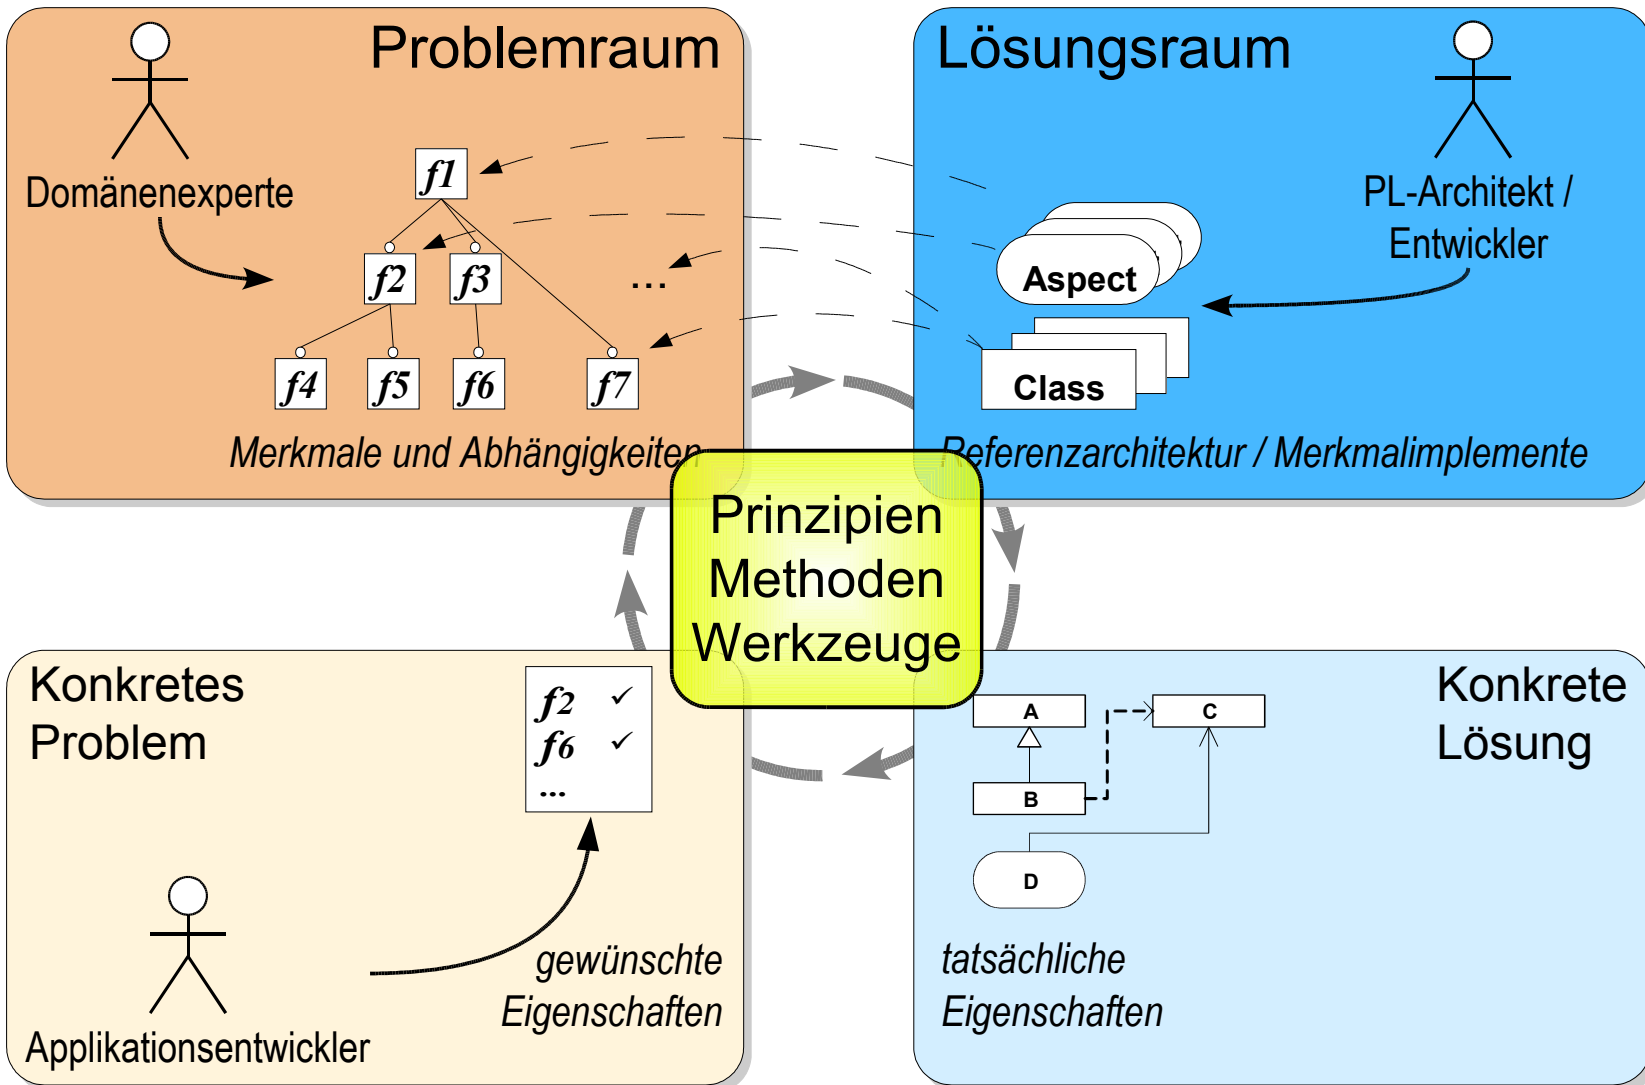 Problemraum
Domänenexperte
f1
f2
f3
...
f4
f5
f6
f7
Merkmale und Abhängigkeiten
Lösungsraum
PL-Architekt /
Entwickler
Aspect
Class
Referenzarchitektur / Merkmalimplemente
Prinzipien
Methoden
Werkzeuge
Konkretes
Problem
f2 ✓
f6 ✓
...
gewünschte
Eigenschaften
Applikationsentwickler
Konkrete
Lösung
A
C
B
D
tatsächliche
Eigenschaften